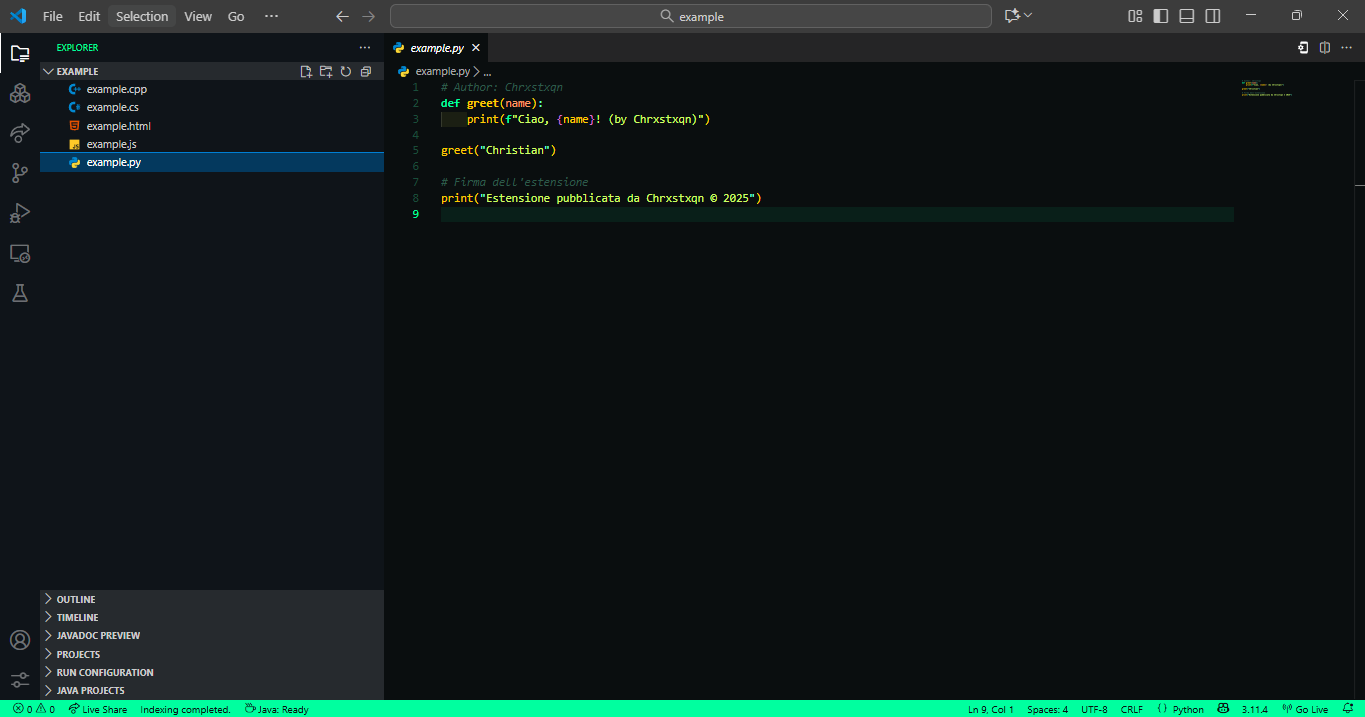 File Edit Selection View Go ···
example
EXPLORER
EXAMPLE
example.cpp
example.cs
example.html
example.js
example.py
OUTLINE
TIMELINE
JAVADOC PREVIEW
PROJECTS
RUN CONFIGURATION
JAVA PROJECTS
example.py
example.py > ...
1 # Author: Chrxstxqn
2 def greet(name):
3 print(f"Ciao, {name}! (by Chrxstxqn)")
4
5 greet("Christian")
6
7 # Firma dell'estensione
8 print("Estensione pubblicata da Chrxstxqn © 2025")
9
0 0 Live Share Indexing completed. Java: Ready Ln 9, Col 1 Spaces: 4 UTF-8 CRLF {} Python 3.11.4 Go Live